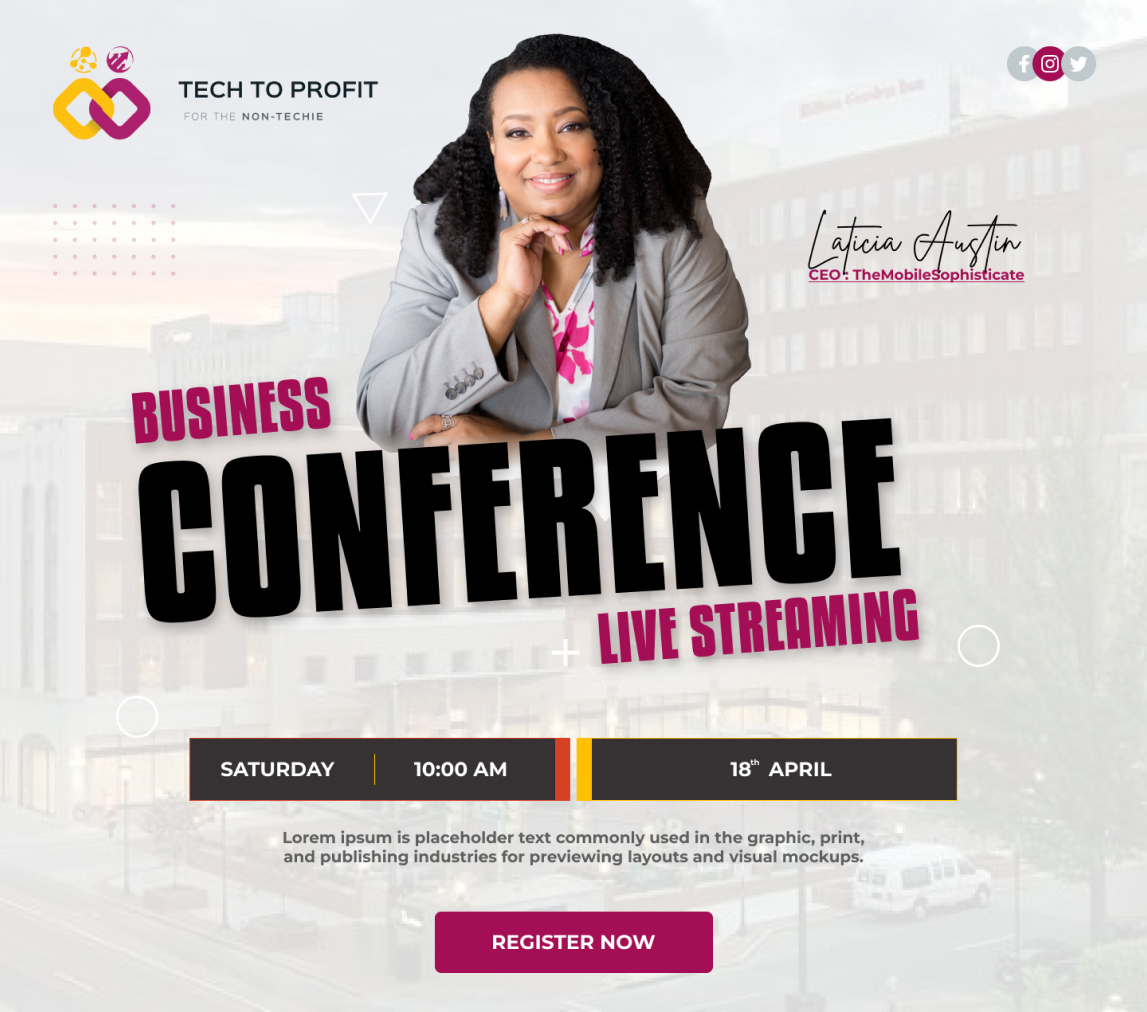 TECH TO PROFIT
FOR THE NON-TECHIE
Laticia Austin
CEO : TheMobileSophisticate
BUSINESS
CONFERENCE
LIVE STREAMING
SATURDAY
10:00 AM
18th APRIL
Lorem ipsum is placeholder text commonly used in the graphic, print,
and publishing industries for previewing layouts and visual mockups.
REGISTER NOW